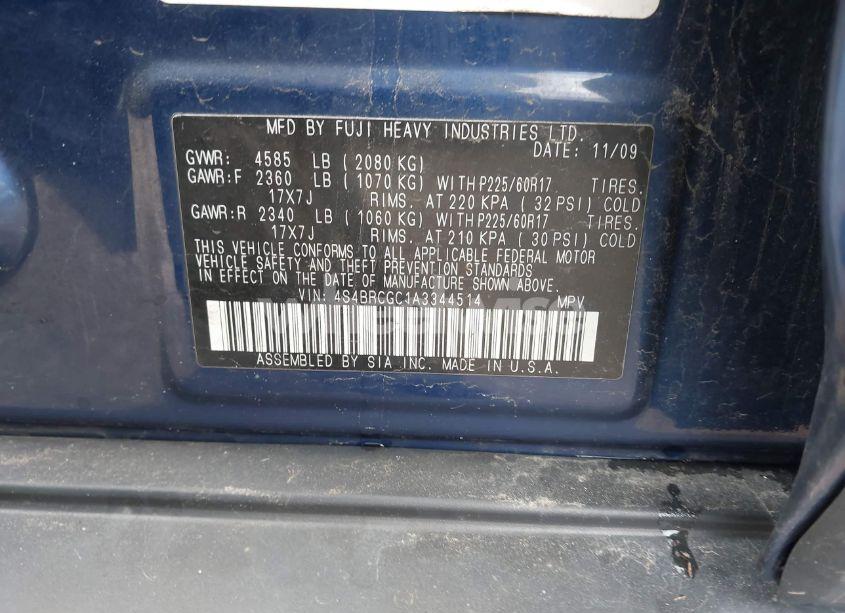 MFD BY FUJI HEAVY INDUSTRIES LTD.
DATE: 11/09
GVWR: 4585 LB ( 2080 KG)
GAWR:F 2360 LB ( 1070 KG) WITH P225/60R17 TIRES.
17X7J RIMS. AT 220 KPA ( 32 PSI) COLD
GAWR:R 2340 LB ( 1060 KG) WITH P225/60R17 TIRES.
17X7J RIMS. AT 210 KPA ( 30 PSI) COLD
THIS VEHICLE CONFORMS TO ALL APPLICABLE FEDERAL MOTOR
VEHICLE SAFETY AND THEFT PREVENTION STANDARDS
IN EFFECT ON THE DATE OF MANUFACTURE SHOWN ABOVE.
VIN: 4S4BRCGC1A3344514 MPV
ASSEMBLED BY SIA INC. MADE IN U.S.A.